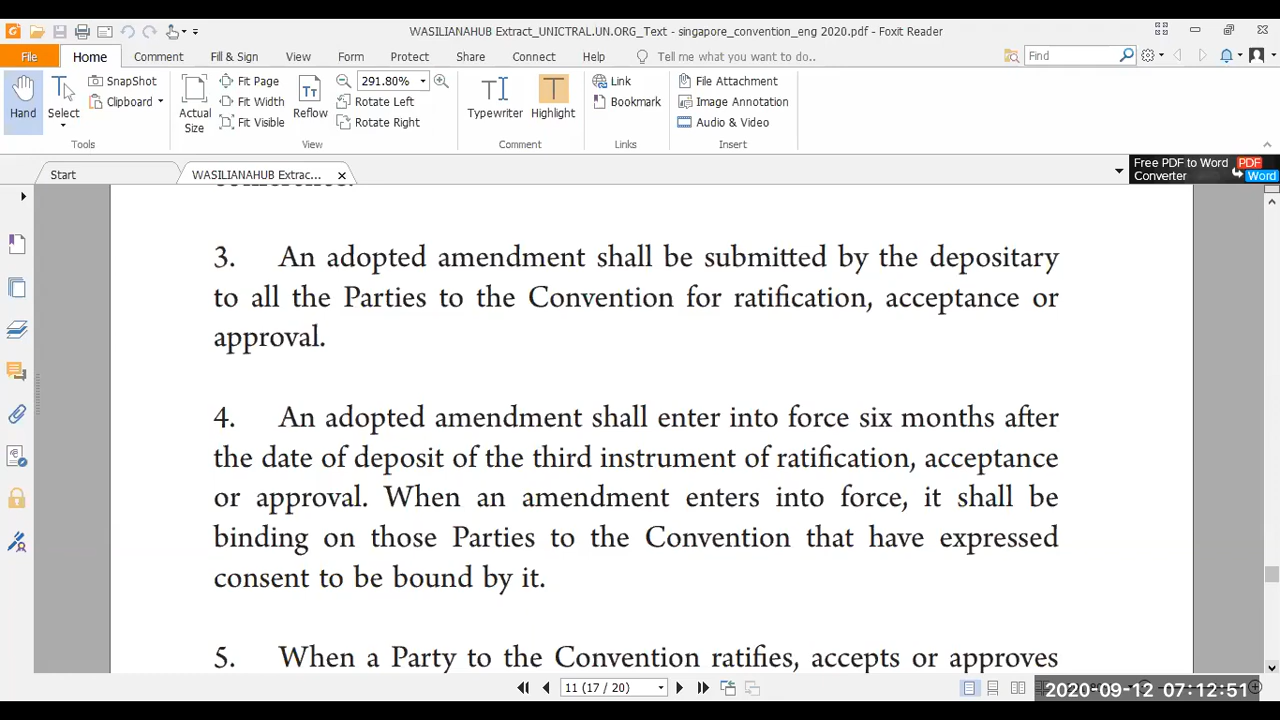 WASILIANAHUB Extract_UNICTRAL.UN.ORG_Text - singapore_convention_eng 2020.pdf - Foxit Reader
File Home Comment Fill & Sign View Form Protect Share Connect Help Tell me what you want to do.. Find
Hand Select SnapShot Clipboard Actual Size Fit Page Fit Width Fit Visible Reflow 291.80% Rotate Left Rotate Right Typewriter Highlight Link Bookmark File Attachment Image Annotation Audio & Video
Tools View Comment Links Insert
Start WASILIANAHUB Extrac... Free PDF to Word Converter PDF Word
conference.
3. An adopted amendment shall be submitted by the depositary
to all the Parties to the Convention for ratification, acceptance or
approval.
4. An adopted amendment shall enter into force six months after
the date of deposit of the third instrument of ratification, acceptance
or approval. When an amendment enters into force, it shall be
binding on those Parties to the Convention that have expressed
consent to be bound by it.
5. When a Party to the Convention ratifies, accepts or approves
11 (17 / 20) 2020-09-12 07:12:51